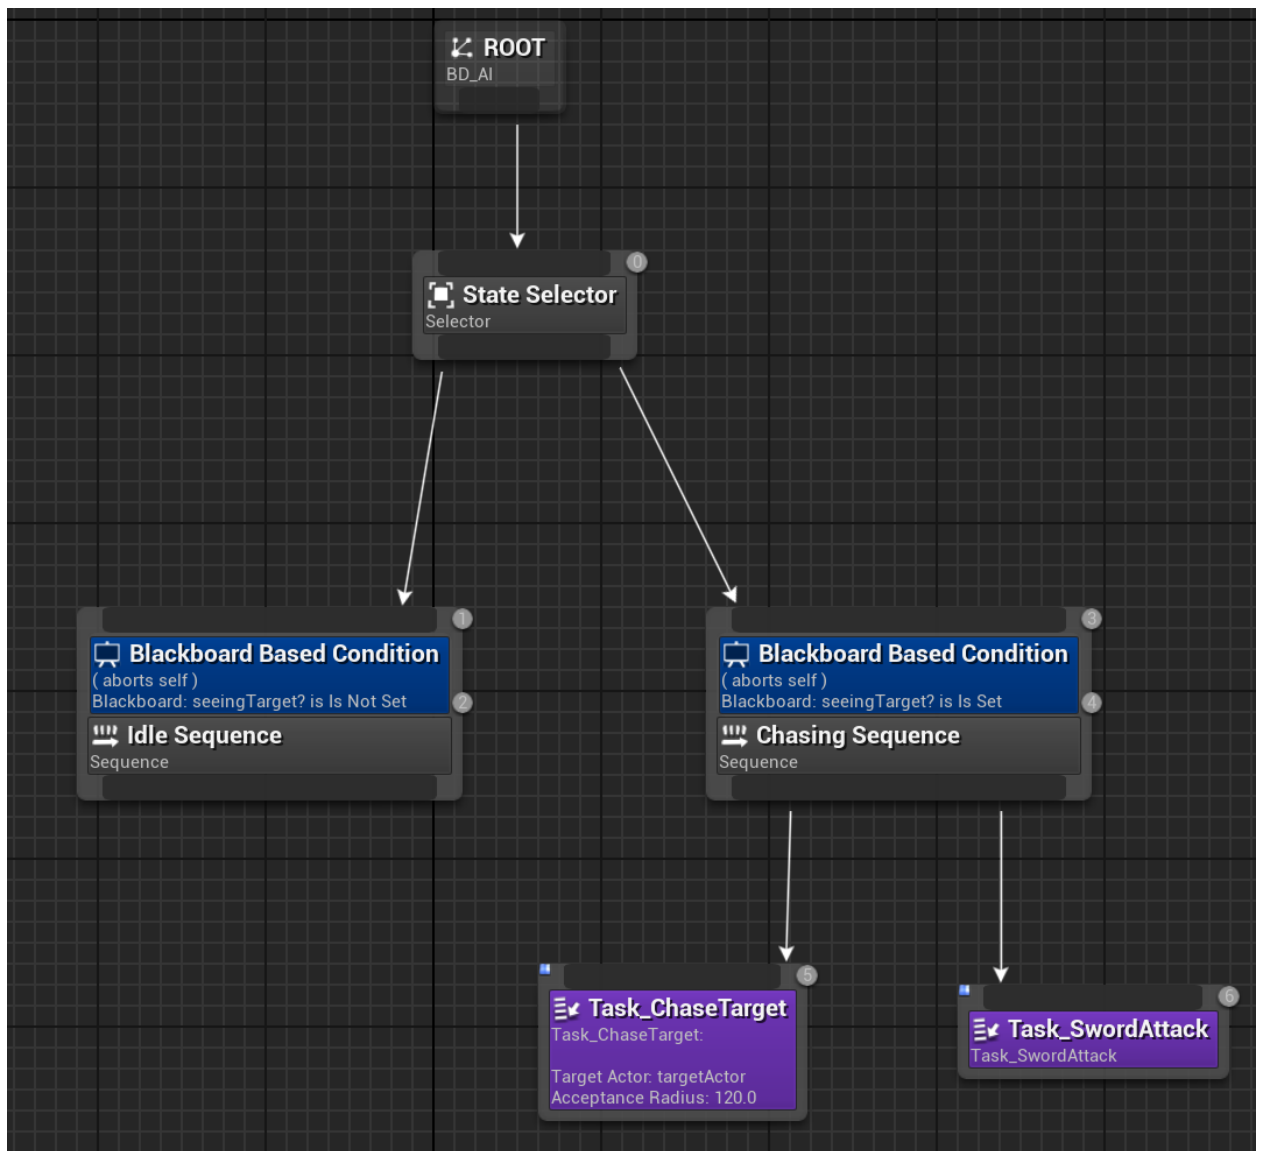 ROOT
BD_AI
0
State Selector
Selector
1
Blackboard Based Condition
( aborts self )
Blackboard: seeingTarget? is Is Not Set
2
Idle Sequence
Sequence
3
Blackboard Based Condition
( aborts self )
Blackboard: seeingTarget? is Is Set
4
Chasing Sequence
Sequence
5
Task_ChaseTarget
Task_ChaseTarget:
Target Actor: targetActor
Acceptance Radius: 120.0
6
Task_SwordAttack
Task_SwordAttack